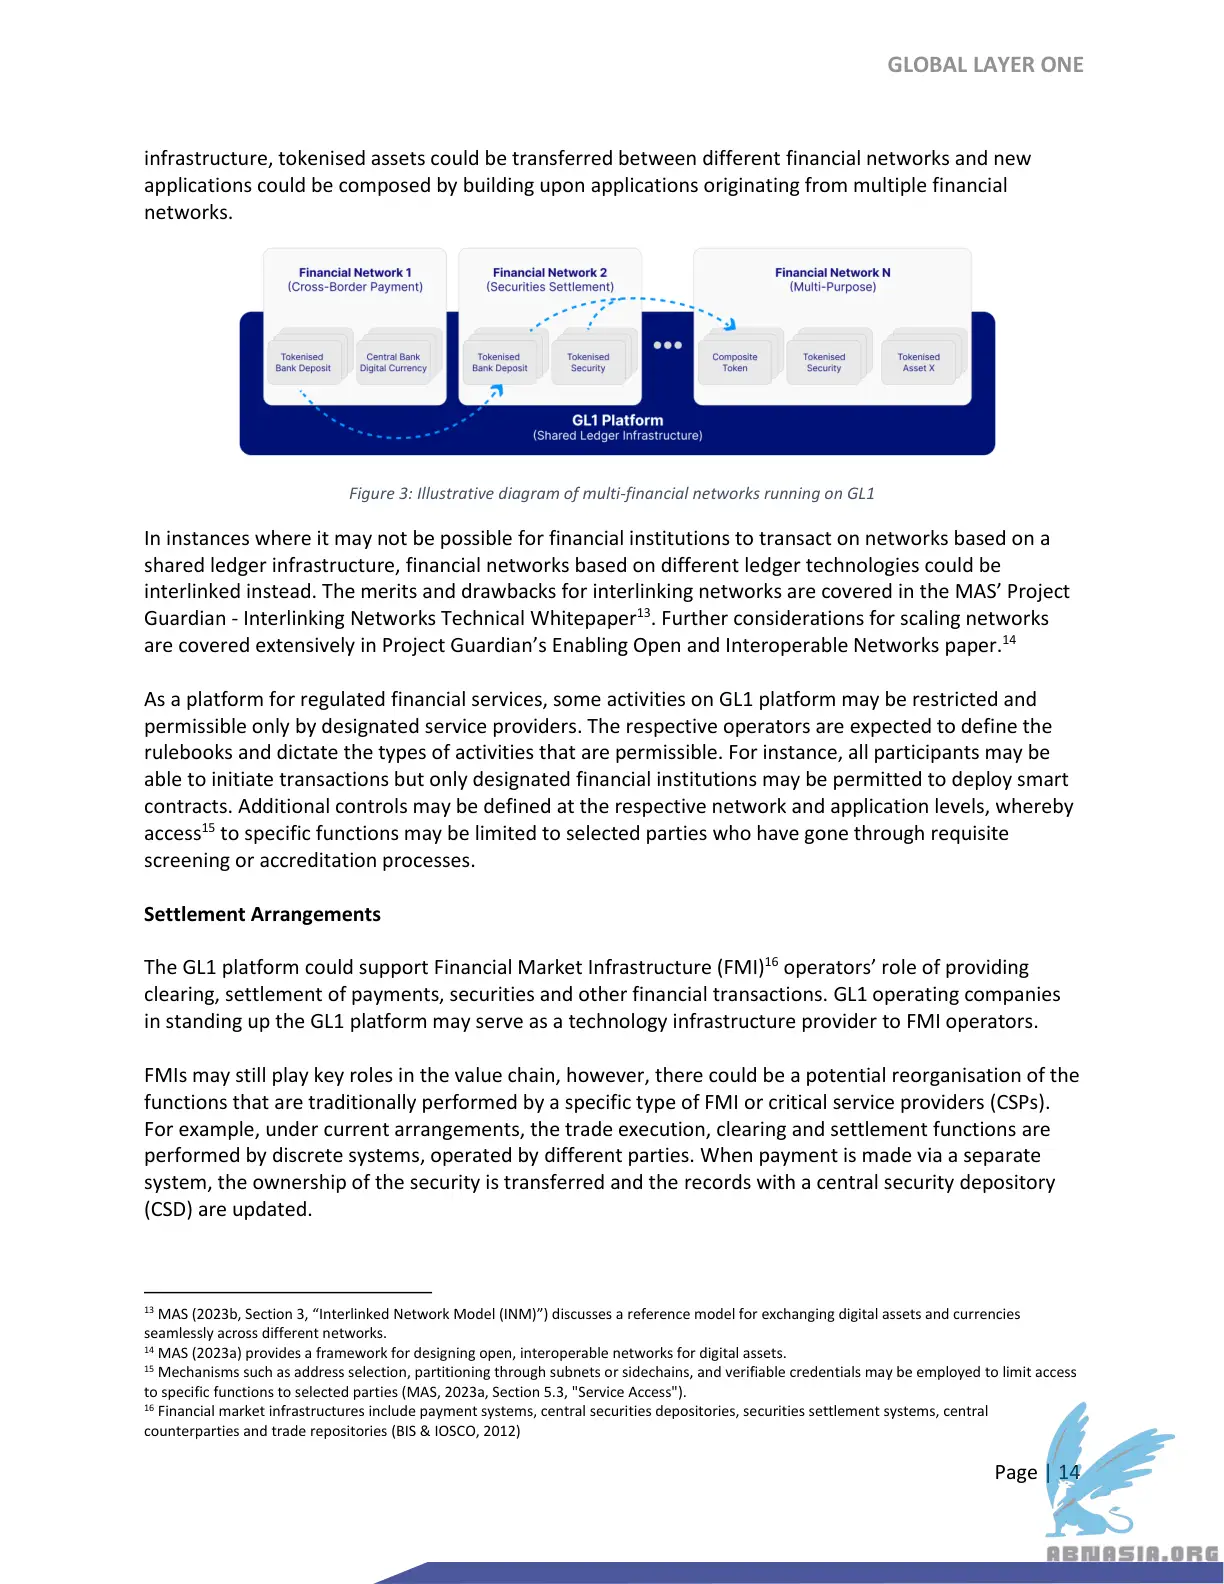 GLOBAL LAYER ONE
infrastructure, tokenised assets could be transferred between different financial networks and new
applications could be composed by building upon applications originating from multiple financial
networks.
Financial Network 1
(Cross-Border Payment)
Financial Network 2
(Securities Settlement)
Financial Network N
(Multi-Purpose)
Tokenised
Bank Deposit
Central Bank
Digital Currency
Tokenised
Bank Deposit
Tokenised
Security
Composite
Token
Tokenised
Security
Tokenised
Asset X
GL1 Platform
(Shared Ledger Infrastructure)
Figure 3: Illustrative diagram of multi-financial networks running on GL1
In instances where it may not be possible for financial institutions to transact on networks based on a
shared ledger infrastructure, financial networks based on different ledger technologies could be
interlinked instead. The merits and drawbacks for interlinking networks are covered in the MAS’ Project
Guardian - Interlinking Networks Technical Whitepaper13. Further considerations for scaling networks
are covered extensively in Project Guardian’s Enabling Open and Interoperable Networks paper.14
As a platform for regulated financial services, some activities on GL1 platform may be restricted and
permissible only by designated service providers. The respective operators are expected to define the
rulebooks and dictate the types of activities that are permissible. For instance, all participants may be
able to initiate transactions but only designated financial institutions may be permitted to deploy smart
contracts. Additional controls may be defined at the respective network and application levels, whereby
access15 to specific functions may be limited to selected parties who have gone through requisite
screening or accreditation processes.
Settlement Arrangements
The GL1 platform could support Financial Market Infrastructure (FMI)16 operators’ role of providing
clearing, settlement of payments, securities and other financial transactions. GL1 operating companies
in standing up the GL1 platform may serve as a technology infrastructure provider to FMI operators.
FMIs may still play key roles in the value chain, however, there could be a potential reorganisation of the
functions that are traditionally performed by a specific type of FMI or critical service providers (CSPs).
For example, under current arrangements, the trade execution, clearing and settlement functions are
performed by discrete systems, operated by different parties. When payment is made via a separate
system, the ownership of the security is transferred and the records with a central security depository
(CSD) are updated.
13 MAS (2023b, Section 3, “Interlinked Network Model (INM)”) discusses a reference model for exchanging digital assets and currencies
seamlessly across different networks.
14 MAS (2023a) provides a framework for designing open, interoperable networks for digital assets.
15 Mechanisms such as address selection, partitioning through subnets or sidechains, and verifiable credentials may be employed to limit access
to specific functions to selected parties (MAS, 2023a, Section 5.3, "Service Access").
16 Financial market infrastructures include payment systems, central securities depositories, securities settlement systems, central
counterparties and trade repositories (BIS & IOSCO, 2012)
Page | 14
ABNASIA.ORG